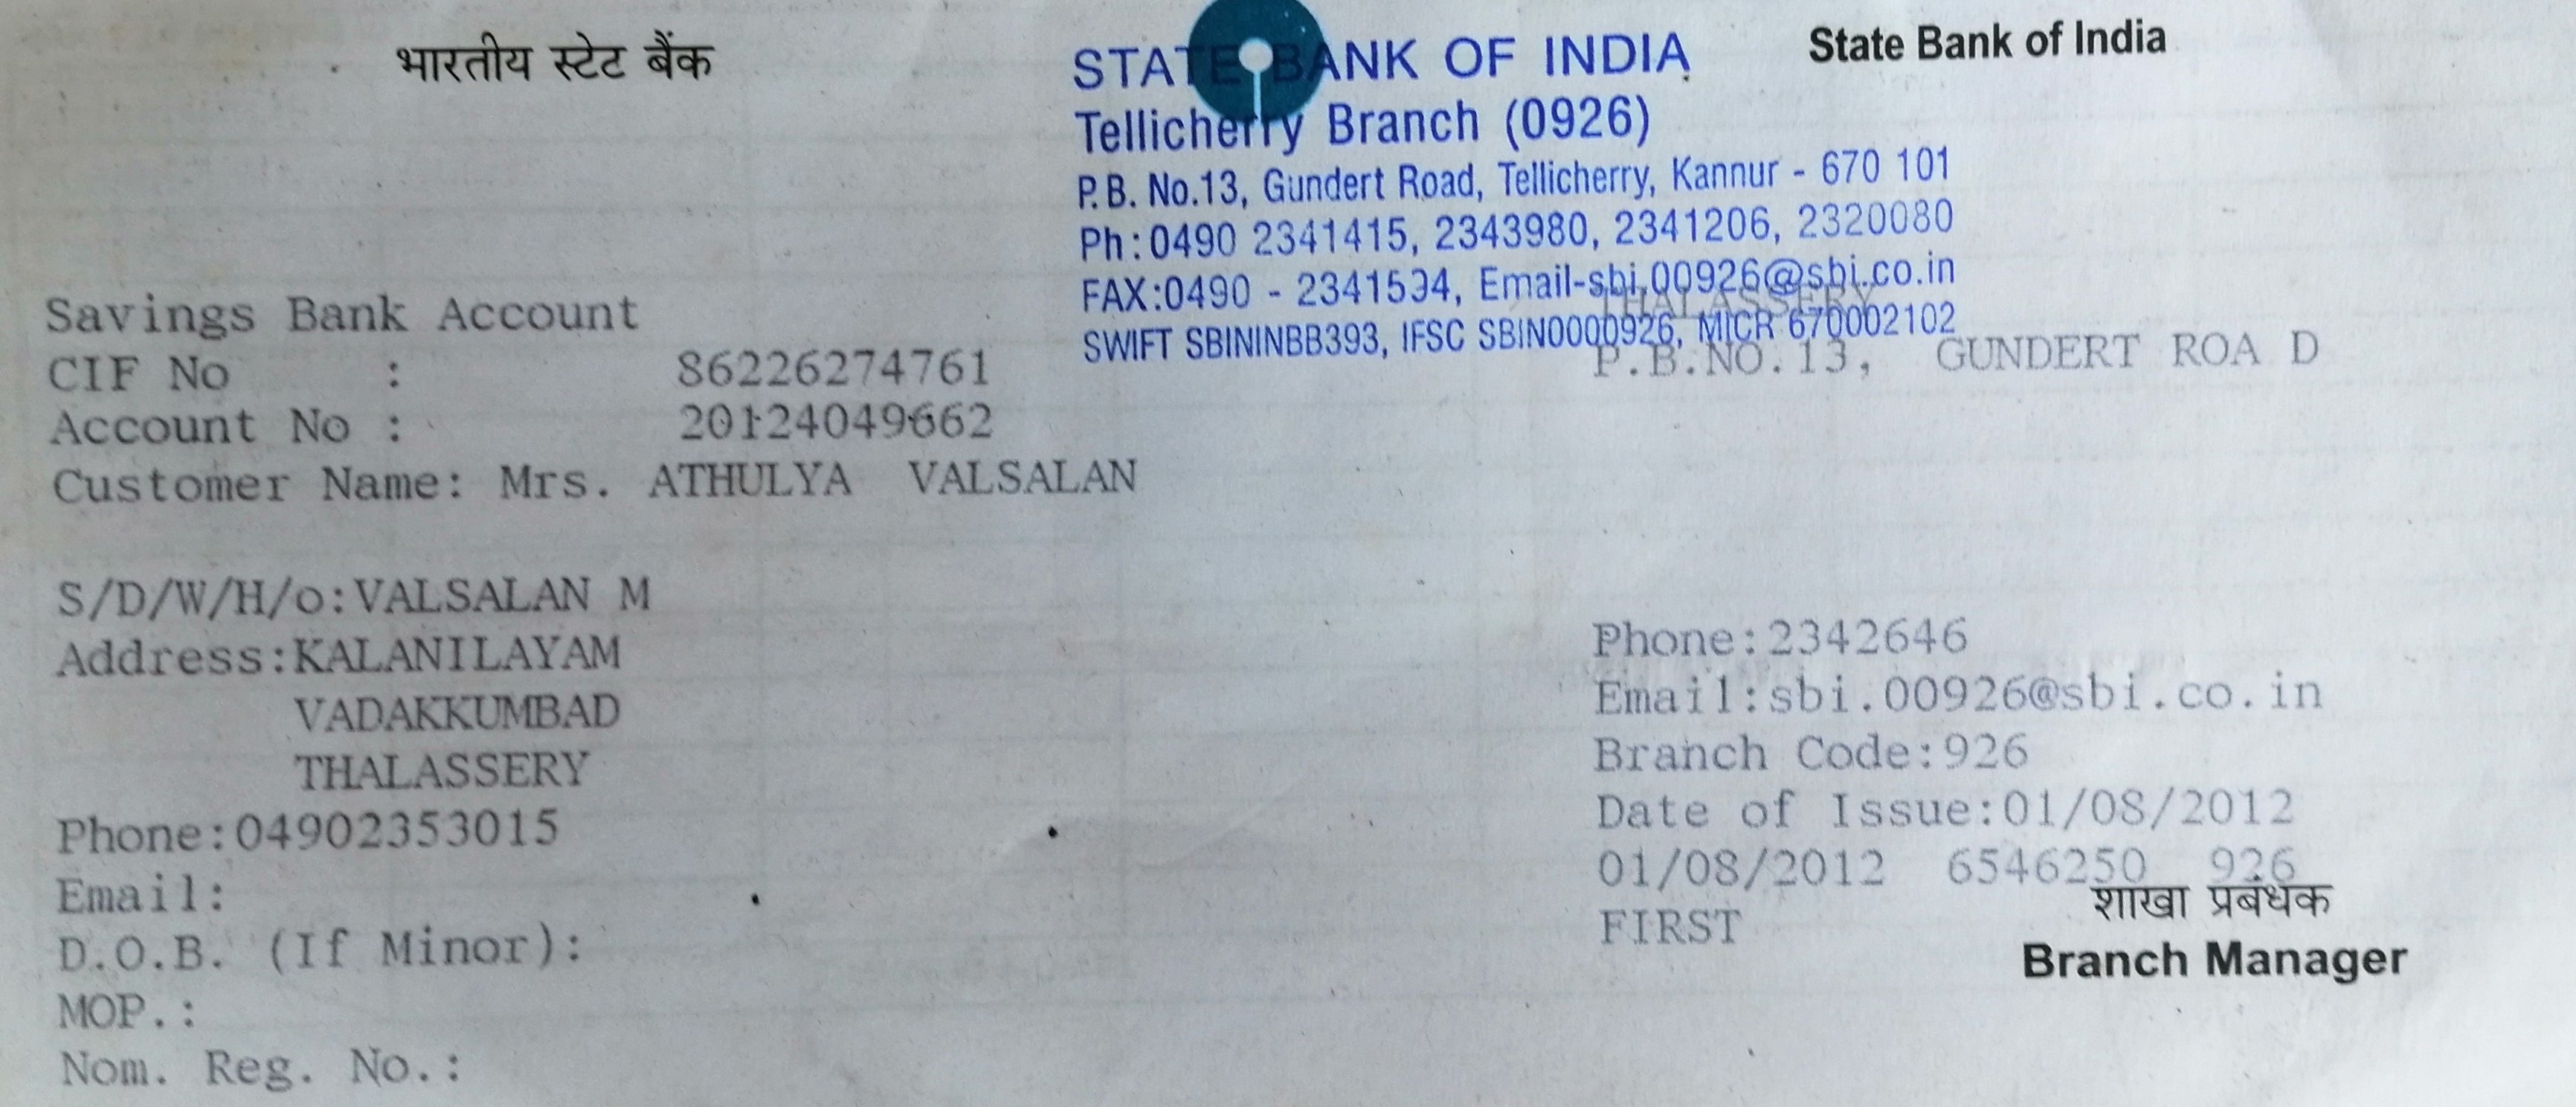 भारतीय स्टेट बैंक
State Bank of India
STATE BANK OF INDIA
Tellicherry Branch (0926)
P.B. No.13, Gundert Road, Tellicherry, Kannur - 670 101
Ph:0490 2341415, 2343980, 2341206, 2320080
FAX:0490 - 2341534, Email-sbi.00926@sbi.co.in
SWIFT SBININBB393, IFSC SBIN0000926, MICR 670002102
THALASSERY
P.B.NO.13, GUNDERT ROA D
Savings Bank Account
CIF No : 86226274761
Account No : 20124049662
Customer Name: Mrs. ATHULYA VALSALAN
S/D/W/H/o:VALSALAN M
Address:KALANILAYAM
VADAKKUMBAD
THALASSERY
Phone:04902353015
Email:
D.O.B. (If Minor):
MOP.:
Nom. Reg. No.:
Phone:2342646
Email:sbi.00926@sbi.co.in
Branch Code:926
Date of Issue:01/08/2012
01/08/2012 6546250 926
FIRST
शाखा प्रबंधक
Branch Manager